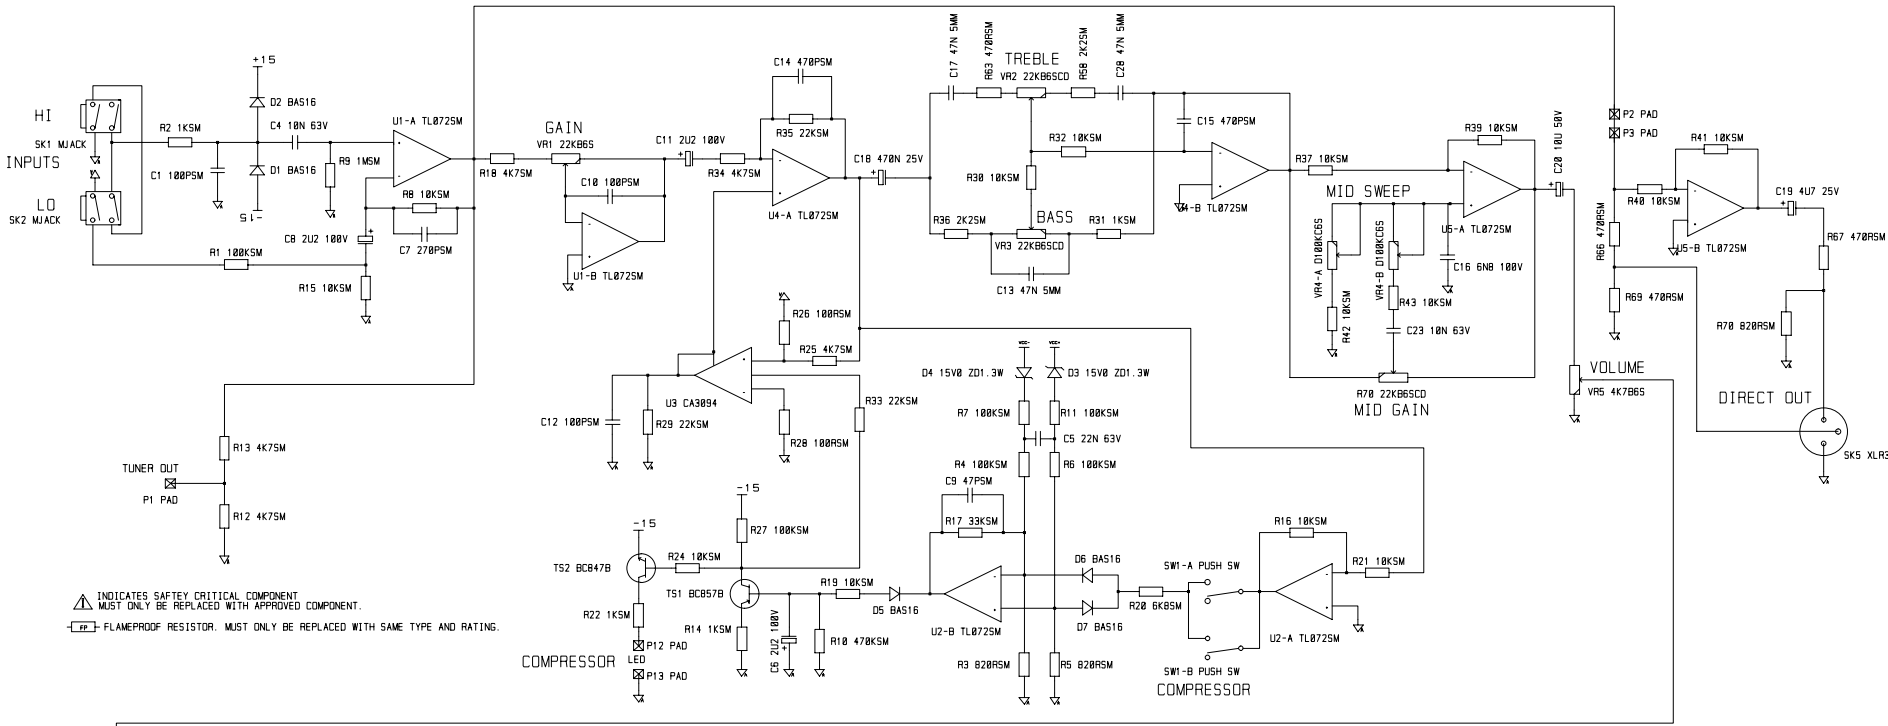 HI
SK1 MJACK
INPUTS
LO
SK2 MJACK
+15
D2 BAS16
R2 1KSM
C4 10N 63V
C1 100PSM
D1 BAS16
-15
R9 1MSM
U1-A TL072SM
R8 10KSM
C8 2U2 100V
C7 270PSM
R1 100KSM
R15 10KSM
R18 4K7SM
GAIN
VR1 22KB6S
C10 100PSM
U1-B TL072SM
C11 2U2 100V
R34 4K7SM
C14 470PSM
R35 22KSM
U4-A TL072SM
C18 470N 25V
C17 47N 5MM
R63 470RSM
TREBLE
VR2 22KB6SCD
R58 2K2SM
C28 47N 5MM
R32 10KSM
R30 10KSM
R36 2K2SM
BASS
VR3 22KB6SCD
R31 1KSM
C13 47N 5MM
C15 470PSM
U4-B TL072SM
R37 10KSM
R39 10KSM
MID SWEEP
U5-A TL072SM
VR4-A D100KC6S
VR4-B D100KC6S
C16 6N8 100V
R42 10KSM
R43 10KSM
C23 10N 63V
R70 22KB6SCD
MID GAIN
C20 10U 50V
VOLUME
VR5 4K7B6S
P2 PAD
P3 PAD
R41 10KSM
R40 10KSM
U5-B TL072SM
C19 4U7 25V
R66 470RSM
R67 470RSM
R69 470RSM
R70 820RSM
DIRECT OUT
SK5 XLR3
R26 100RSM
R25 4K7SM
U3 CA3094
C12 100PSM
R29 22KSM
R28 100RSM
R33 22KSM
VCC-
VCC+
D4 15V0 ZD1.3W
D3 15V0 ZD1.3W
R7 100KSM
R11 100KSM
C5 22N 63V
R4 100KSM
R6 100KSM
C9 47PSM
R17 33KSM
R13 4K7SM
TUNER OUT
P1 PAD
R12 4K7SM
-15
R27 100KSM
-15
R24 10KSM
TS2 BC847B
TS1 BC857B
R19 10KSM
D5 BAS16
U2-B TL072SM
D6 BAS16
D7 BAS16
R20 6K8SM
SW1-A PUSH SW
R16 10KSM
R21 10KSM
U2-A TL072SM
R22 1KSM
R14 1KSM
C6 2U2 100V
R10 470KSM
R3 820RSM
R5 820RSM
SW1-B PUSH SW
COMPRESSOR
P12 PAD
COMPRESSOR LED
P13 PAD
INDICATES SAFTEY CRITICAL COMPONENT
MUST ONLY BE REPLACED WITH APPROVED COMPONENT.
FP - FLAMEPROOF RESISTOR. MUST ONLY BE REPLACED WITH SAME TYPE AND RATING.